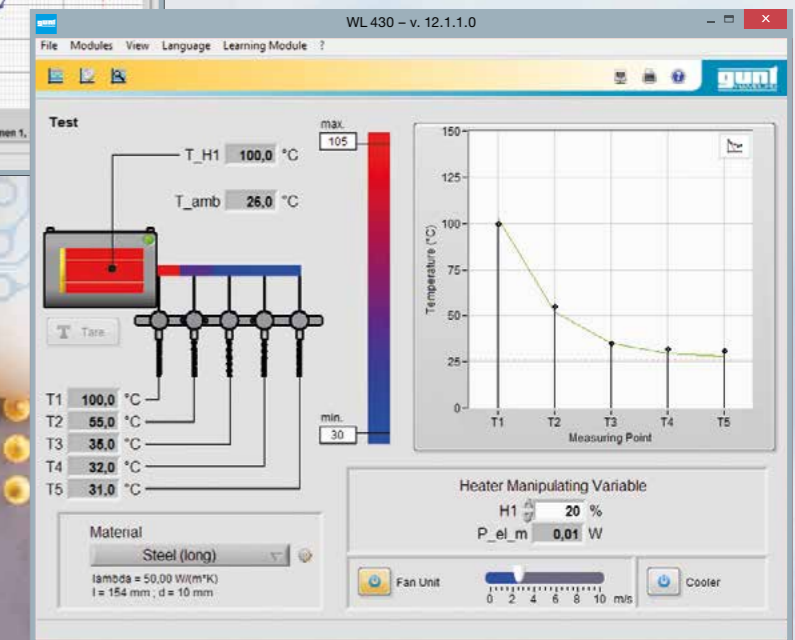 nen 1,
gunt
WL 430 – v. 12.1.1.0
File Modules View Language Learning Module ?
gunt
Test
T_H1 100,0 °C
T_amb 26,0 °C
max.
105
min.
30
T Tare
T1 100,0 °C
T2 55,0 °C
T3 35,0 °C
T4 32,0 °C
T5 31,0 °C
Material
Steel (long)
lambda = 50,00 W/(m*K)
l = 154 mm ; d = 10 mm
Temperature (°C)
150
125
100
75
50
25
0
T1 T2 T3 T4 T5
Measuring Point
Heater Manipulating Variable
H1 20 %
P_el_m 0,01 W
Fan Unit
0 2 4 6 8 10 m/s
Cooler